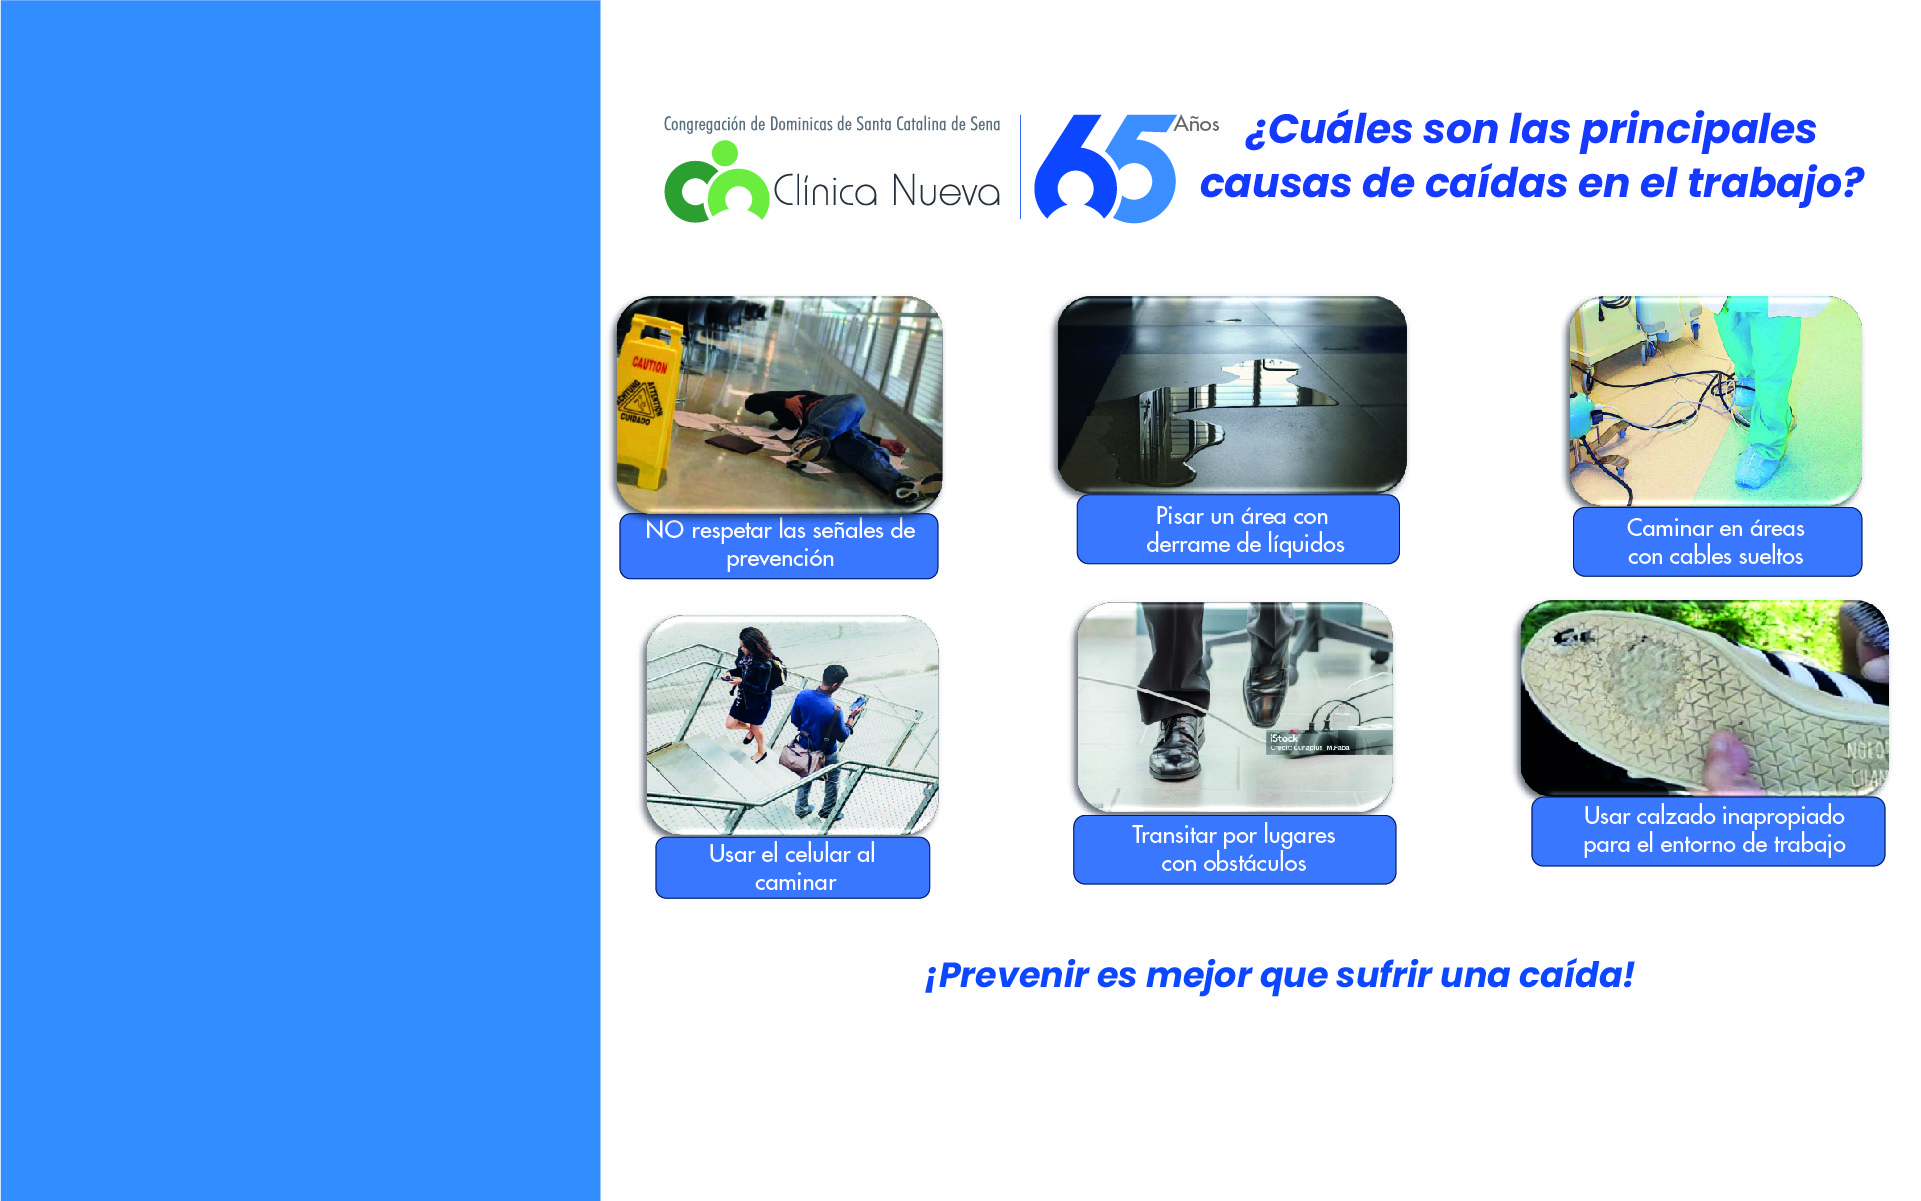 Congregación de Dominicas de Santa Catalina de Sena
Clínica Nueva
65 Años
¿Cuáles son las principales
causas de caídas en el trabajo?
CAUTION
ACHTUNG
ATTENTION
CUIDADO
NO respetar las señales de
prevención
Pisar un área con
derrame de líquidos
Caminar en áreas
con cables sueltos
Usar el celular al
caminar
iStock
Transitar por lugares
con obstáculos
Usar calzado inapropiado
para el entorno de trabajo
¡Prevenir es mejor que sufrir una caída!